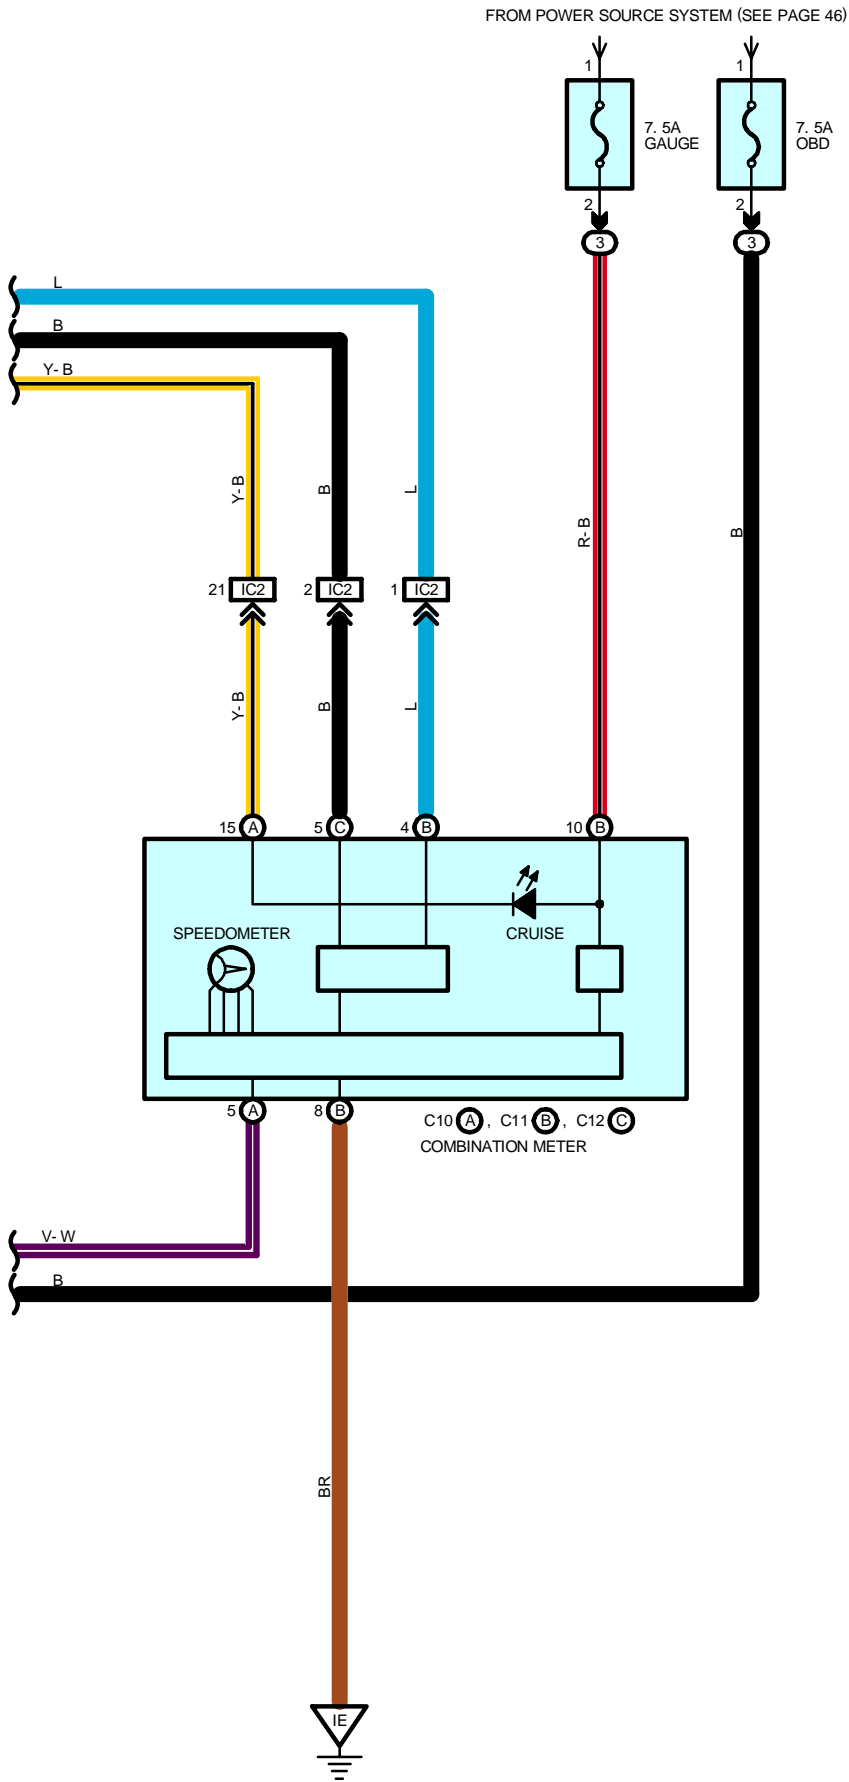 FROM POWER SOURCE SYSTEM (SEE PAGE 46)
1
1
7. 5A
GAUGE
7. 5A
OBD
2
2
3
3
L
B
Y- B
Y- B
B
L
R- B
B
21 IC2
2 IC2
1 IC2
Y- B
B
L
15 A
5 C
4 B
10 B
SPEEDOMETER
CRUISE
5 A
8 B
C10 A , C11 B , C12 C
COMBINATION METER
V- W
B
BR
IE